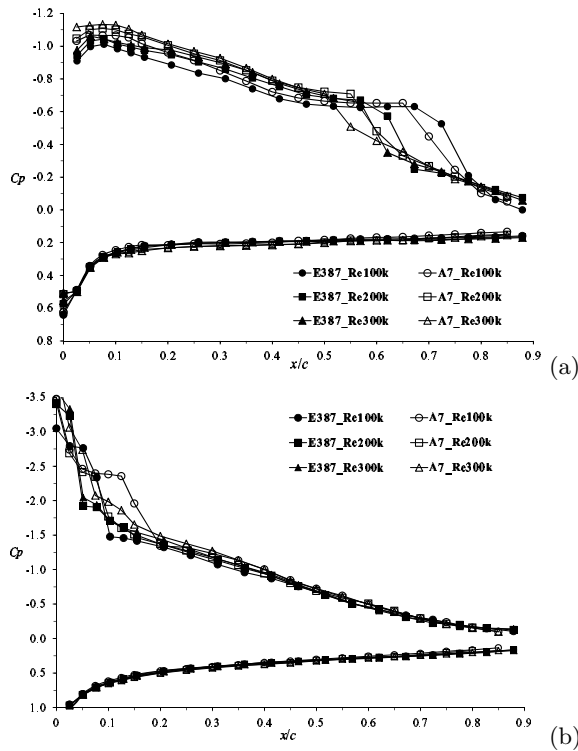 -1.2
-1.0
-0.8
-0.6
-0.4
-0.2
0.0
0.2
0.4
0.6
0.8
Cp
E387_Re100k A7_Re100k
E387_Re200k A7_Re200k
E387_Re300k A7_Re300k
0 0.1 0.2 0.3 0.4 0.5 0.6 0.7 0.8 0.9
x/c
(a)
-3.5
-3.0
-2.5
-2.0
-1.5
-1.0
-0.5
0.0
0.5
1.0
Cp
E387_Re100k A7_Re100k
E387_Re200k A7_Re200k
E387_Re300k A7_Re300k
0 0.1 0.2 0.3 0.4 0.5 0.6 0.7 0.8 0.9
x/c
(b)